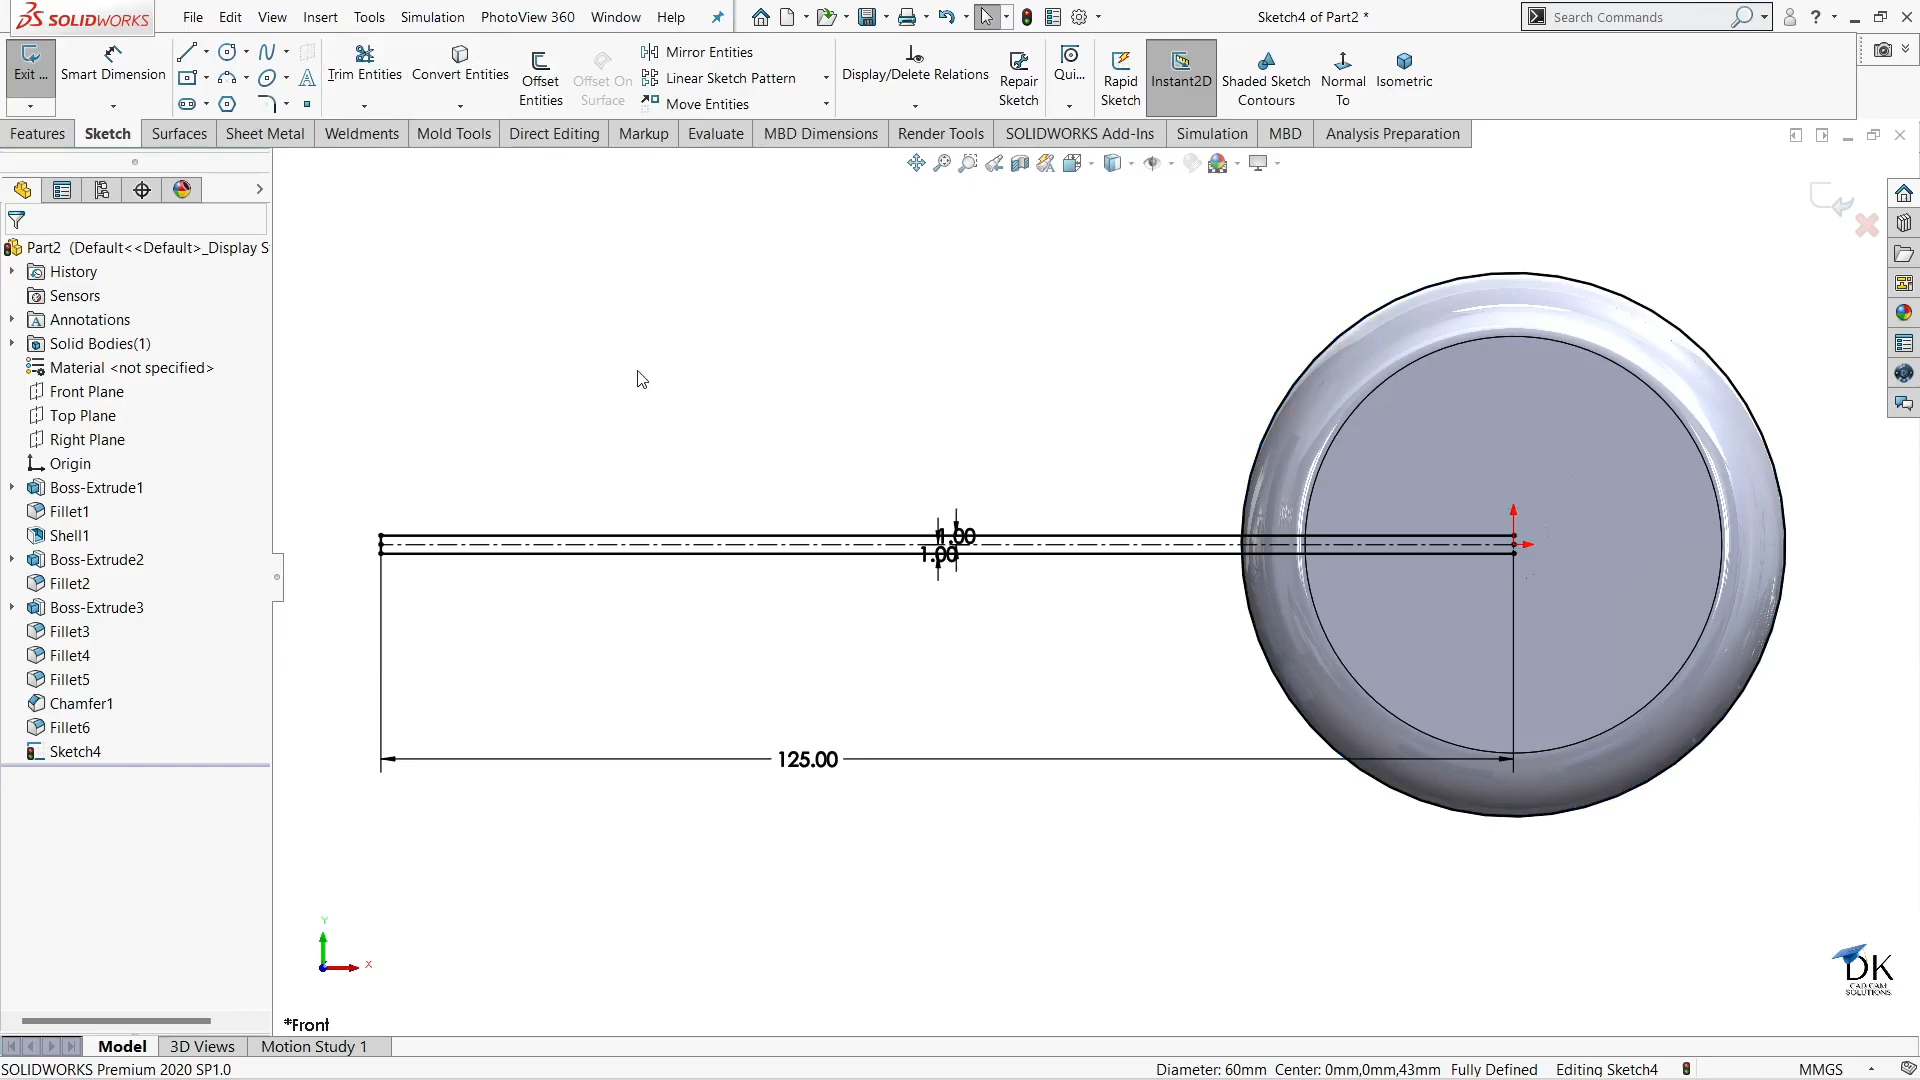 SOLIDWORKS File Edit View Insert Tools Simulation PhotoView 360 Window Help Sketch4 of Part2 * Search Commands
Exit ... Smart Dimension Trim Entities Convert Entities Offset Entities Offset On Surface Mirror Entities Linear Sketch Pattern Move Entities Display/Delete Relations Repair Sketch Qui... Rapid Sketch Instant2D Shaded Sketch Contours Normal To Isometric
Features Sketch Surfaces Sheet Metal Weldments Mold Tools Direct Editing Markup Evaluate MBD Dimensions Render Tools SOLIDWORKS Add-Ins Simulation MBD Analysis Preparation
Part2 (Default<<Default>_Display S
History
Sensors
Annotations
Solid Bodies(1)
Material <not specified>
Front Plane
Top Plane
Right Plane
Origin
Boss-Extrude1
Fillet1
Shell1
Boss-Extrude2
Fillet2
Boss-Extrude3
Fillet3
Fillet4
Fillet5
Chamfer1
Fillet6
Sketch4
1.00
1.00
125.00
Y
X
*Front
DK
CAD CAM
SOLUTIONS
Model 3D Views Motion Study 1
SOLIDWORKS Premium 2020 SP1.0 Diameter: 60mm Center: 0mm,0mm,43mm Fully Defined Editing Sketch4 MMGS